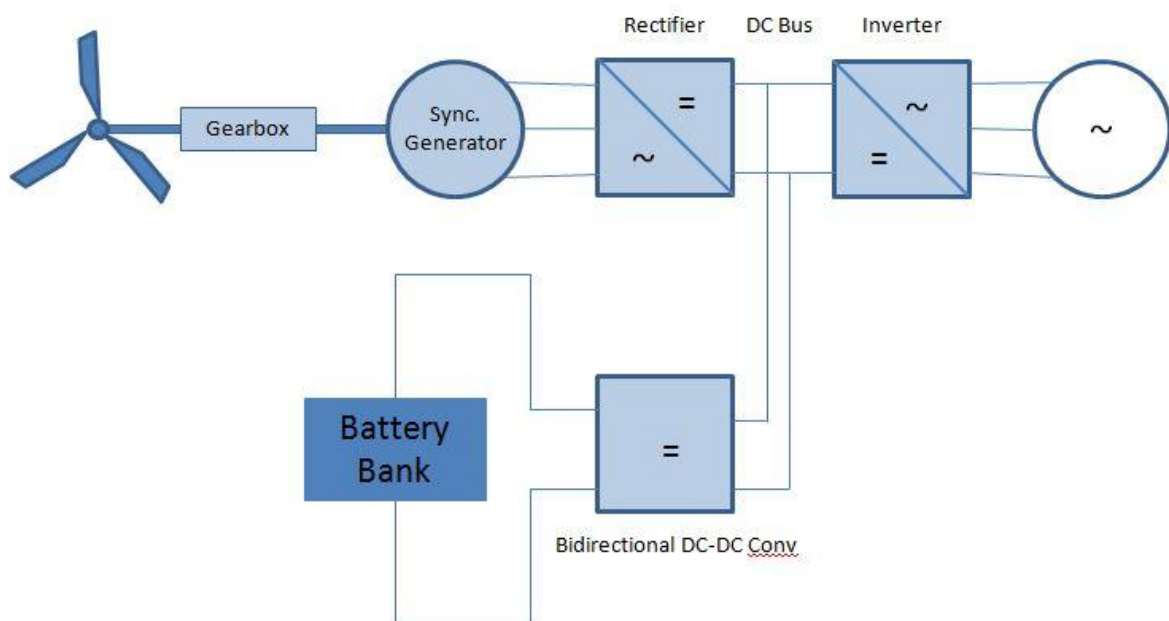 Rectifier
DC Bus
Inverter
Gearbox
Sync.
Generator
=
~
~
=
~
Battery
Bank
=
Bidirectional DC-DC Conv